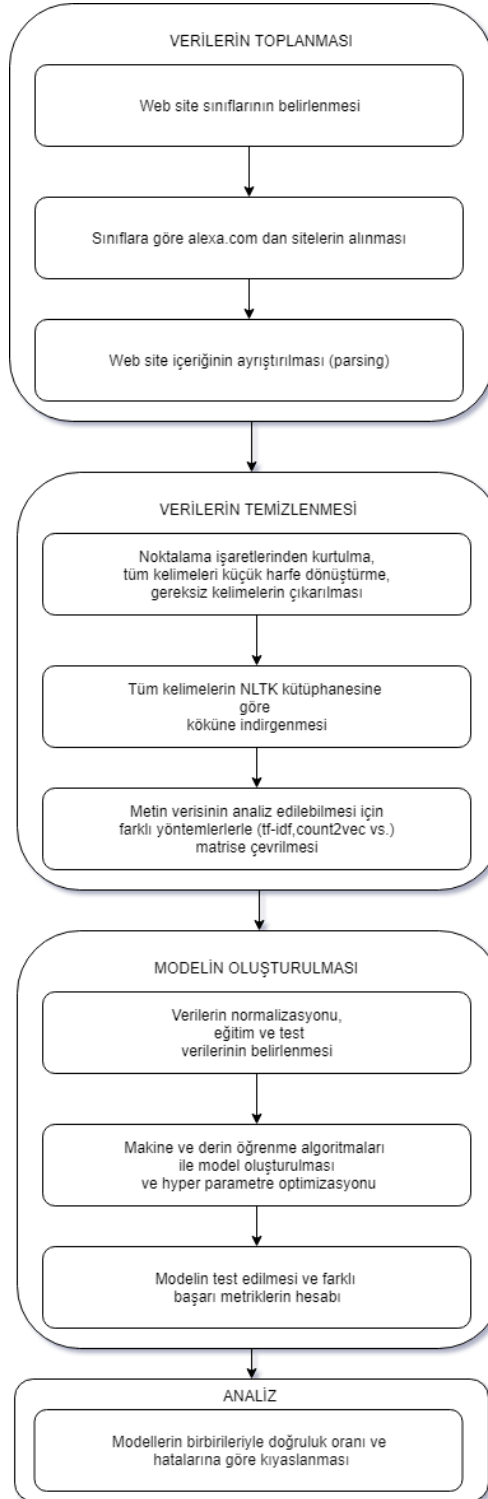 VERİLERİN TOPLANMASI
Web site sınıflarının belirlenmesi
Sınıflara göre alexa.com dan sitelerin alınması
Web site içeriğinin ayrıştırılması (parsing)
VERİLERİN TEMİZLENMESİ
Noktalama işaretlerinden kurtulma,
tüm kelimeleri küçük harfe dönüştürme,
gereksiz kelimelerin çıkarılması
Tüm kelimelerin NLTK kütüphanesine
göre
köküne indirgenmesi
Metin verisinin analiz edilebilmesi için
farklı yöntemlerlerle (tf-idf,count2vec vs.)
matrise çevrilmesi
MODELİN OLUŞTURULMASI
Verilerin normalizasyonu,
eğitim ve test
verilerinin belirlenmesi
Makine ve derin öğrenme algoritmaları
ile model oluşturulması
ve hyper parametre optimizasyonu
Modelin test edilmesi ve farklı
başarı metriklerin hesabı
ANALİZ
Modellerin birbirileriyle doğruluk oranı ve
hatalarına göre kıyaslanması